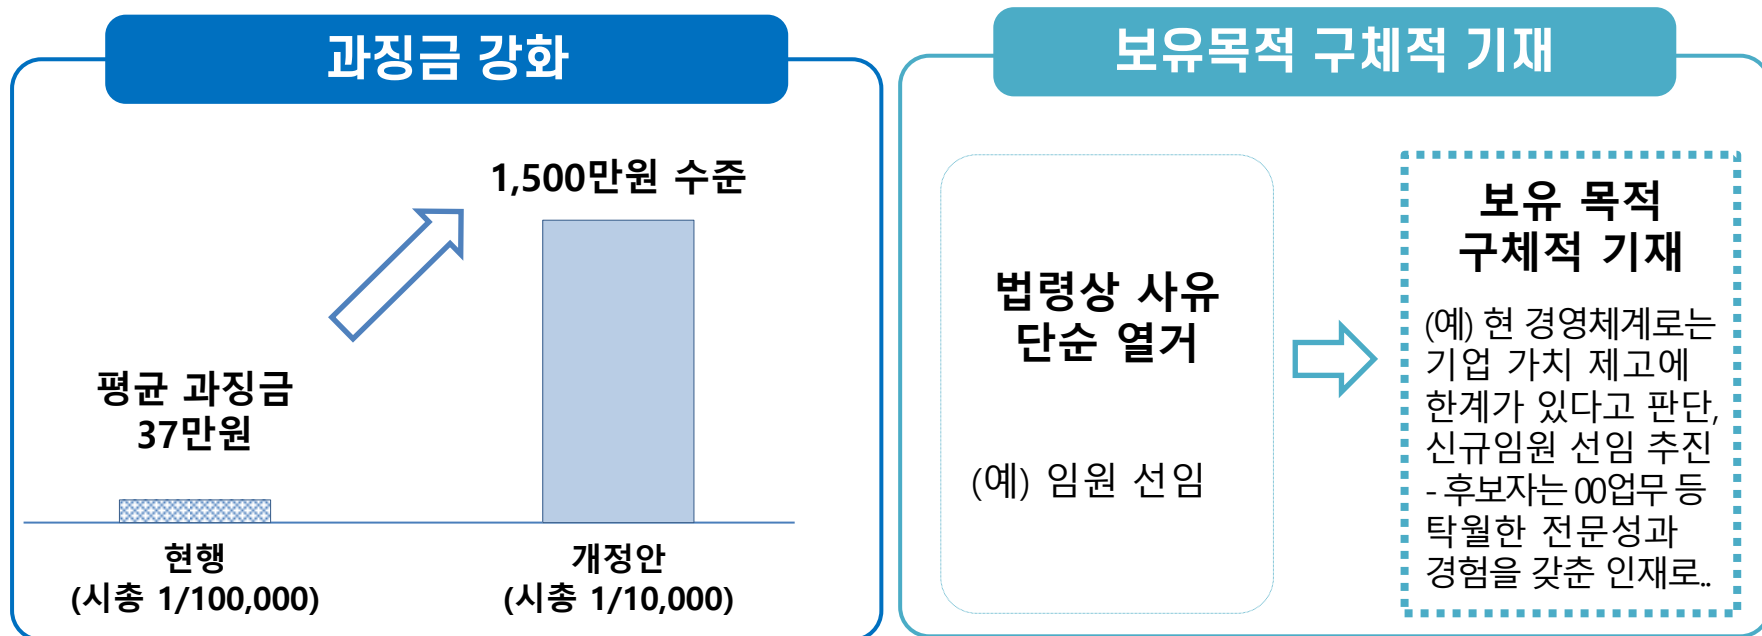 과징금 강화
1,500만원 수준
평균 과징금
37만원
현행
(시총 1/100,000)
개정안
(시총 1/10,000)
보유목적 구체적 기재
법령상 사유
단순 열거
(예) 임원 선임
보유 목적
구체적 기재
(예) 현 경영체계로는
기업 가치 제고에
한계가 있다고 판단,
신규임원 선임 추진
- 후보자는 00업무 등
탁월한 전문성과
경험을 갖춘 인재로..